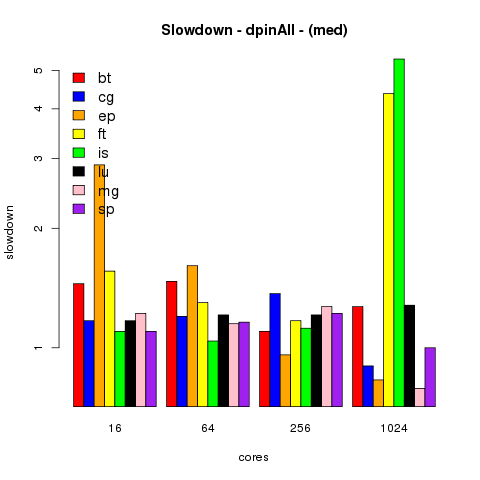 Slowdown - dpinAll - (med)
slowdown
5
4
3
2
1
bt
cg
ep
ft
is
lu
mg
sp
16 64 256 1024
cores